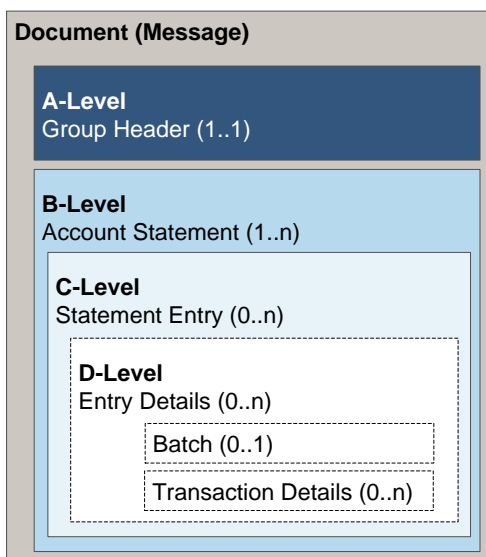 Document (Message)
A-Level
Group Header (1..1)
B-Level
Account Statement (1..n)
C-Level
Statement Entry (0..n)
D-Level
Entry Details (0..n)
Batch (0..1)
Transaction Details (0..n)